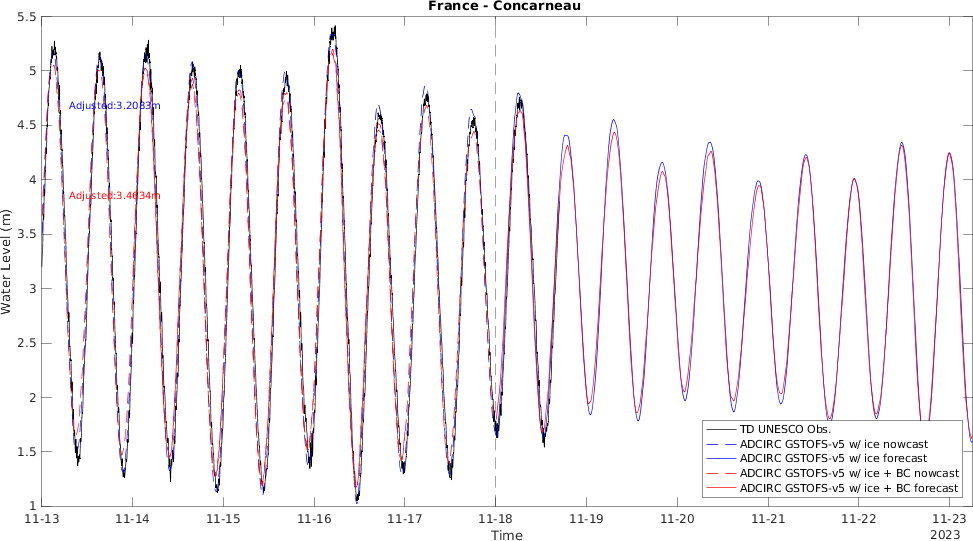 France - Concarneau
5.5
5
4.5
4
3.5
3
2.5
2
1.5
1
Water Level (m)
Adjusted:3.2033m
Adjusted:3.4634m
TD UNESCO Obs.
ADCIRC GSTOFS-v5 w/ ice nowcast
ADCIRC GSTOFS-v5 w/ ice forecast
ADCIRC GSTOFS-v5 w/ ice + BC nowcast
ADCIRC GSTOFS-v5 w/ ice + BC forecast
11-13 11-14 11-15 11-16 11-17 11-18 11-19 11-20 11-21 11-22 11-23
Time
2023